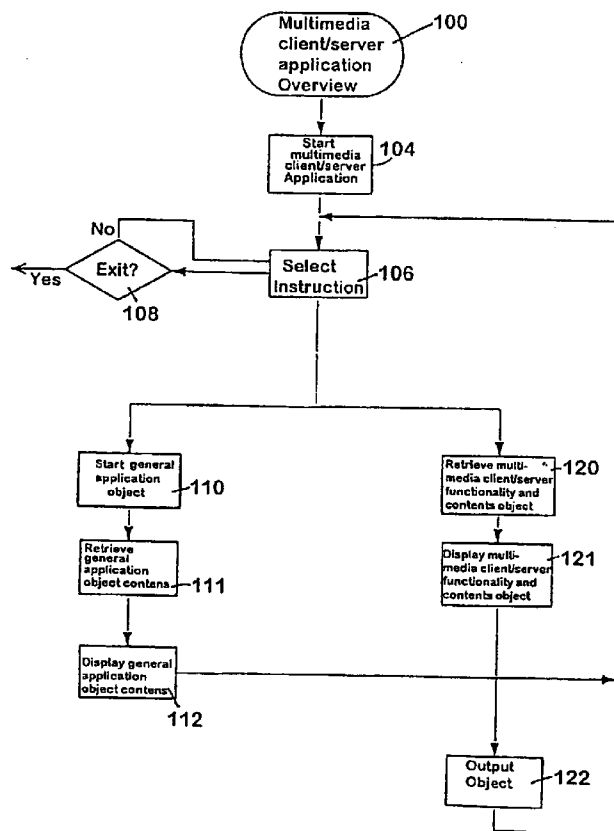 Multimedia
client/server
application
Overview
100
Start
multimedia
client/server
Application
104
No
Exit?
Yes
108
Select
Instruction
106
Start general
application
object
110
Retrieve multi-
media client/server
functionality and
contents object
120
Retrieve
general
application
object contens
111
Display multi-
media client/server
functionality and
contents object
121
Display general
application
object contens
112
Output
Object
122